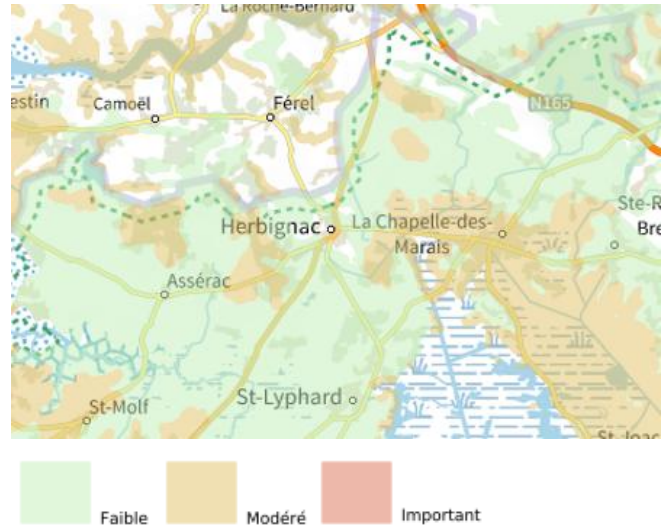 La Roche-Bernard
estin
Camoël
Férel
N165
Herbignac
La Chapelle-des-
Marais
Ste-R
Bre
Assérac
St-Lyphard
St-Molf
St-Joac
Faible
Modéré
Important